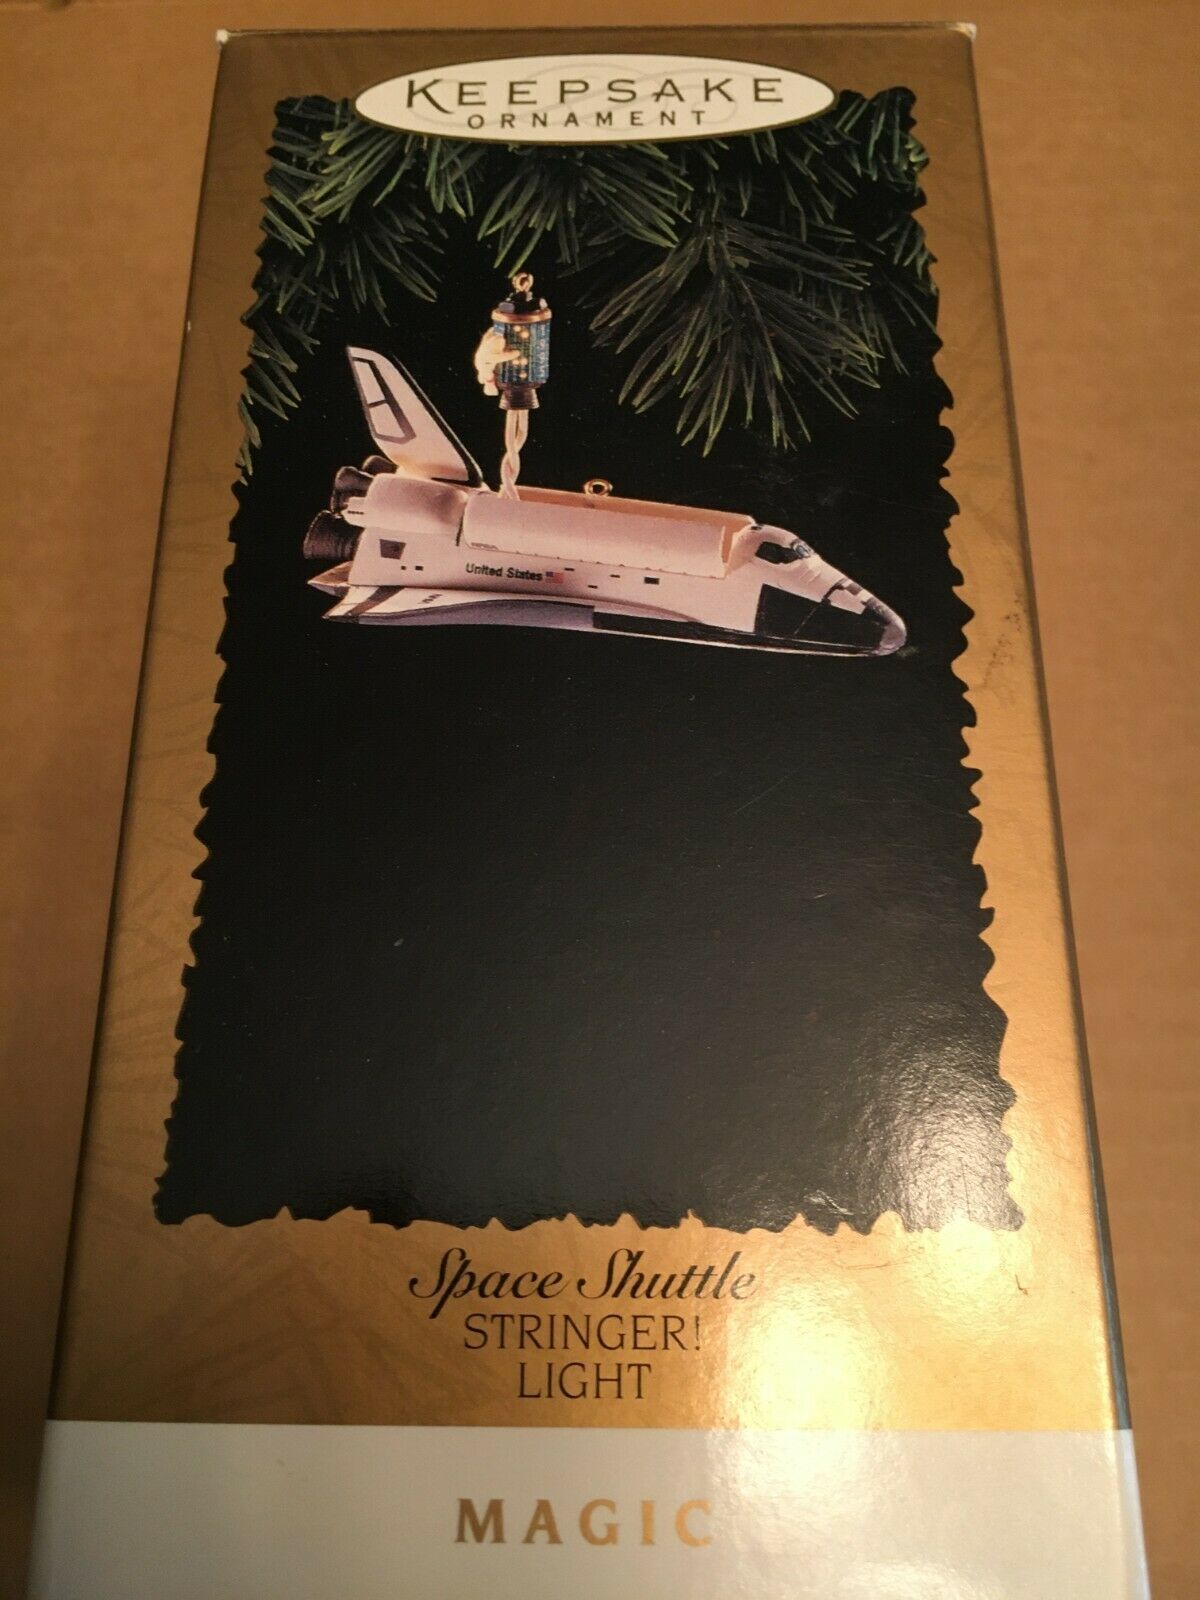 KEEPSAKE
ORNAMENT
United States
Space Shuttle
STRINGER!
LIGHT
MAGIC